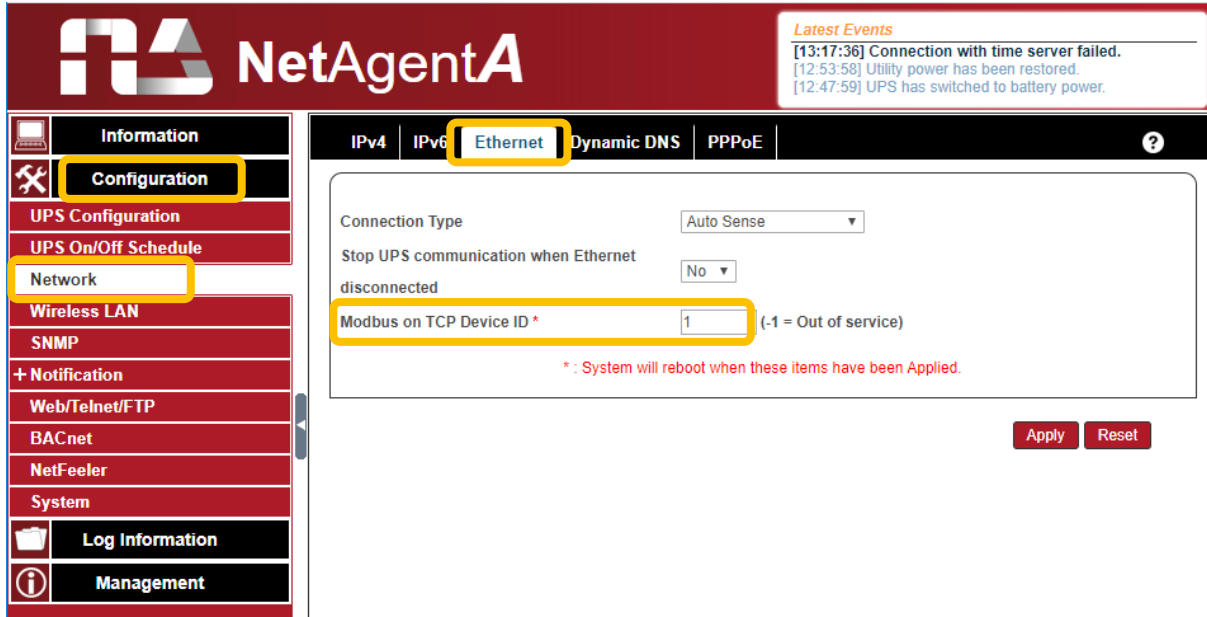 NetAgentA
Latest Events
[13:17:36] Connection with time server failed.
[12:53:58] Utility power has been restored.
[12:47:59] UPS has switched to battery power.
Information
Configuration
UPS Configuration
UPS On/Off Schedule
Network
Wireless LAN
SNMP
+ Notification
Web/Telnet/FTP
BACnet
NetFeeler
System
Log Information
Management
IPv4
IPv6
Ethernet
Dynamic DNS
PPPoE
?
Connection Type
Auto Sense
Stop UPS communication when Ethernet
disconnected
No
Modbus on TCP Device ID *
1
(-1 = Out of service)
* : System will reboot when these items have been Applied.
Apply
Reset